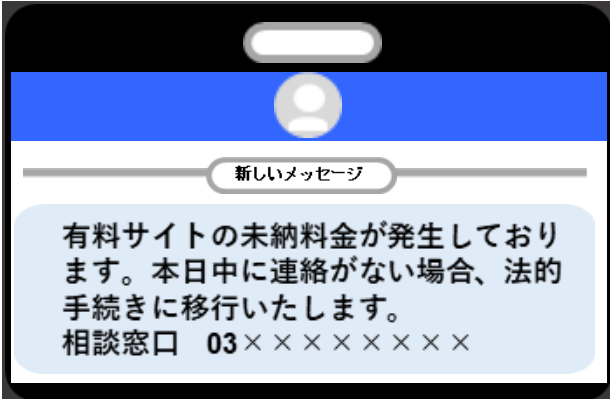 新しいメッセージ
有料サイトの未納料金が発生しており
ます。本日中に連絡がない場合、法的
手続きに移行いたします。
相談窓口　03××××××××